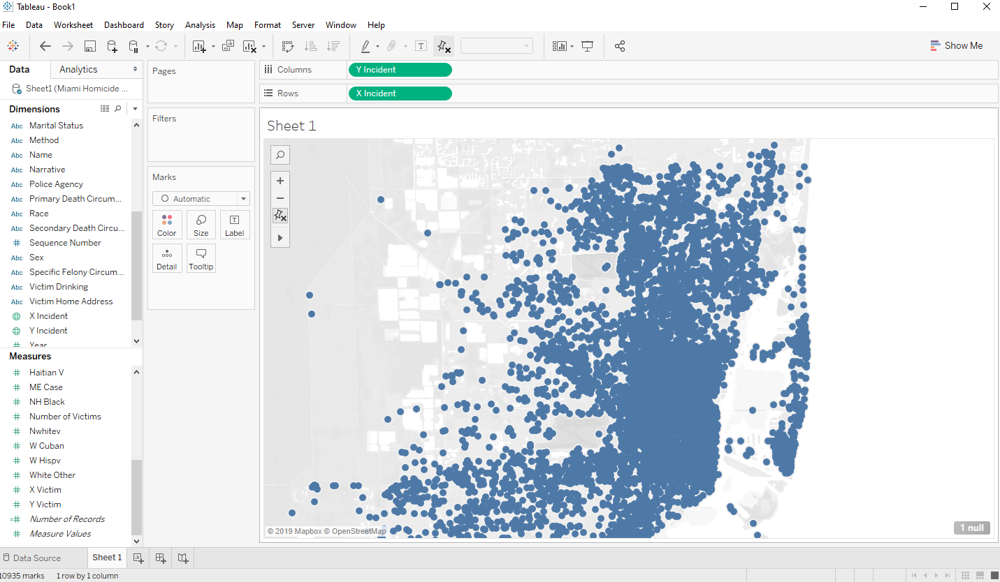 Tableau - Book1
File Data Worksheet Dashboard Story Analysis Map Format Server Window Help
Show Me
Data Analytics
Sheet1 (Miami Homicide ...
Dimensions
Abc Marital Status
Abc Method
Abc Name
Abc Narrative
Abc Police Agency
Abc Primary Death Circum...
Abc Race
Abc Secondary Death Circu...
# Sequence Number
Abc Sex
Abc Specific Felony Circum...
Abc Victim Drinking
Abc Victim Home Address
X Incident
Y Incident
# Year
Measures
# Haitian V
# ME Case
# NH Black
# Number of Victims
# Nwhitev
# W Cuban
# W Hispv
# White Other
# X Victim
# Y Victim
=# Number of Records
# Measure Values
Pages
Filters
Marks
Automatic
Color Size Label
Detail Tooltip
Columns Y Incident
Rows X Incident
Sheet 1
© 2019 Mapbox © OpenStreetMap
1 null
Data Source Sheet 1
10935 marks 1 row by 1 column